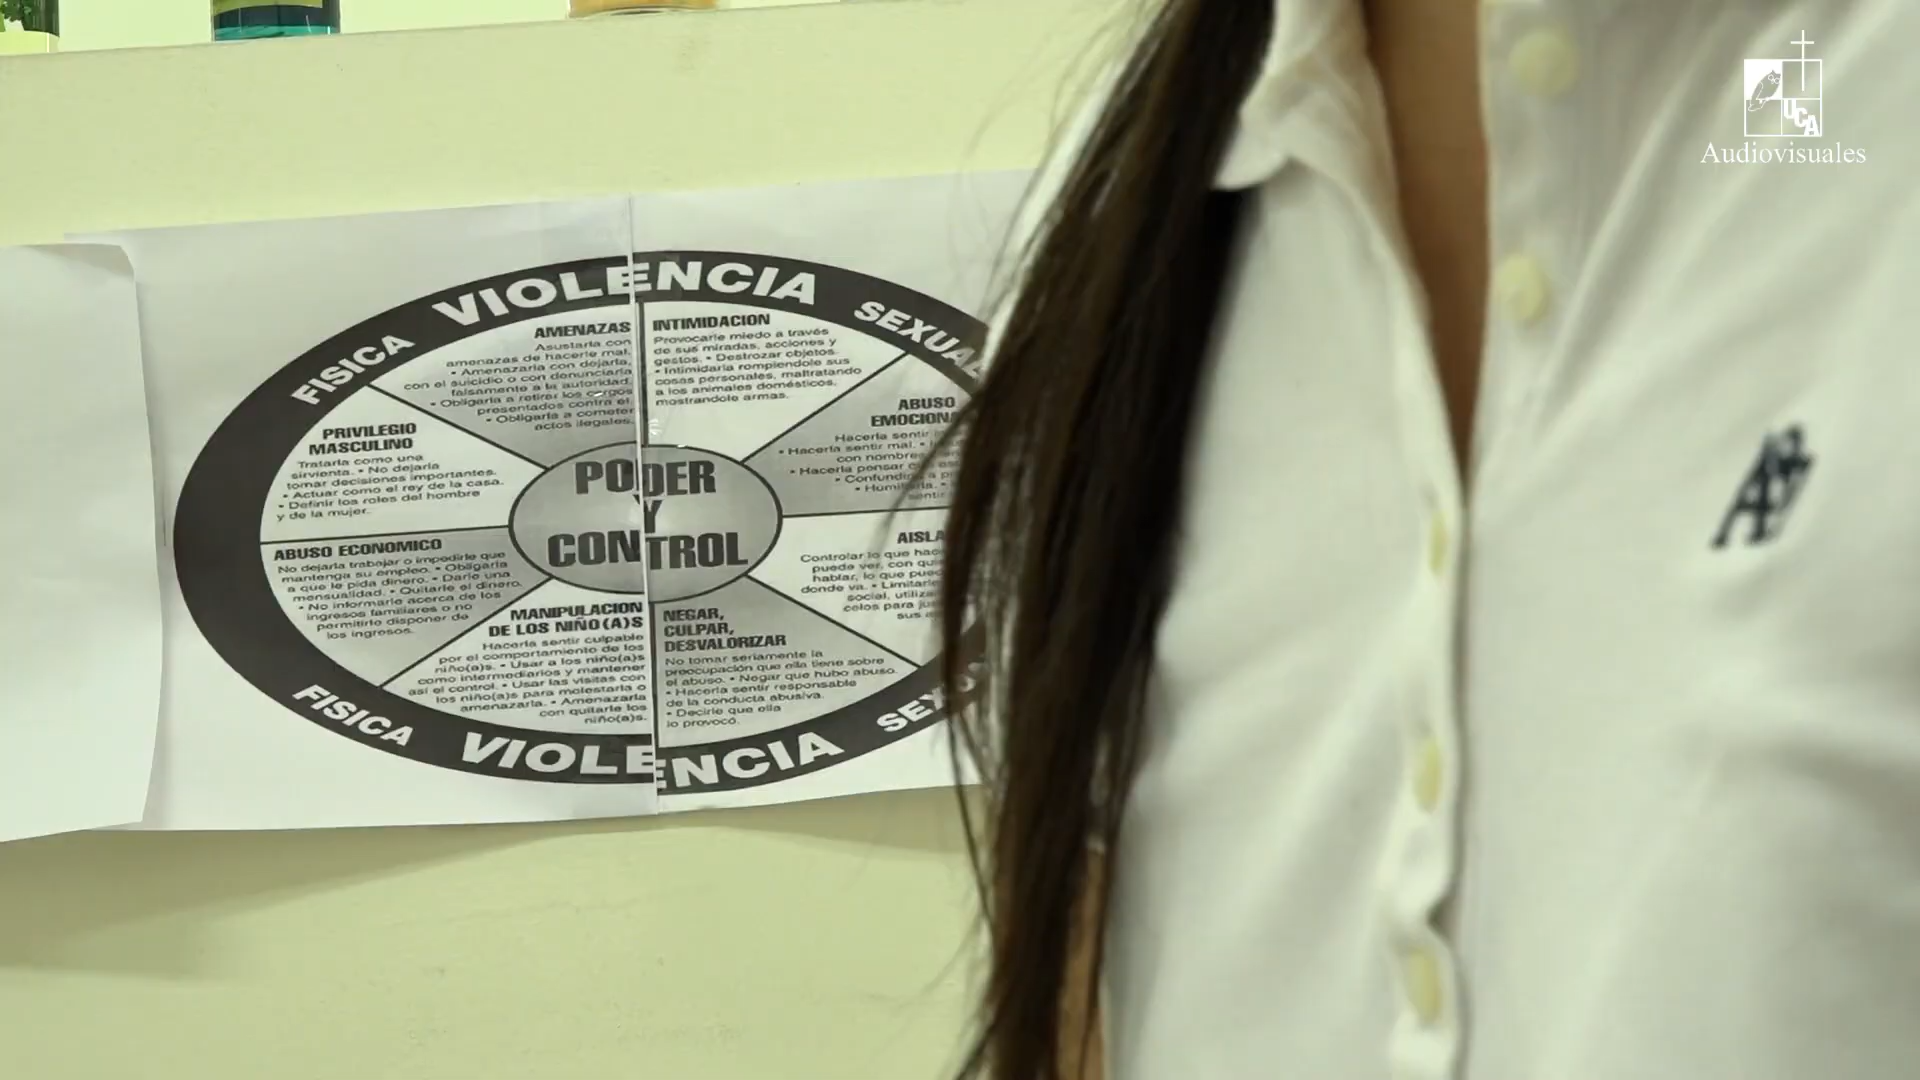 UCA
Audiovisuales
FISICA VIOLENCIA SEXUAL
AMENAZAS
Asustarla con
amenazas de hacerle mal.
• Amenazarla con dejarla,
con el suicidio o con denunciarla
falsamente a la autoridad.
• Obligarla a retirar los cargos
presentados contra él.
• Obligarla a cometer
actos ilegales.
INTIMIDACION
Provocarle miedo a través
de sus miradas, acciones y
gestos. • Destrozar objetos.
• Intimidarla rompiendole sus
cosas personales, maltratando
a los animales domésticos,
mostrandole armas.
ABUSO
EMOCIONA
Hacerla sentir
• Hacerla sentir mal. •
con nombres
• Hacerla pensar
• Confundir a
• Humillarla. •
sentir
AISLA
Controlar lo que hac
puede ver, con qui
hablar, lo que pued
donde va. • Limitarle
social, utiliza
celos para ju
sus
NEGAR,
CULPAR,
DESVALORIZAR
No tomar seriamente la
preocupación que ella tiene sobre
el abuso. • Negar que hubo abuso.
• Hacerla sentir responsable
de la conducta abusiva.
• Decirle que ella
lo provocó.
MANIPULACION
DE LOS NIÑO(A)S
Hacerla sentir culpable
por el comportamiento de los
niño(a)s. • Usar a los niño(a)s
como intermediarios y mantener
así el control. • Usar las visitas con
los niño(a)s para molestarla o
amenazarla. • Amenazarla
con quitarle los
niño(a)s.
ABUSO ECONOMICO
No dejarla trabajar o impedirle que
mantenga su empleo. • Obligarla
a que le pida dinero. • Darle una
mensualidad. • Quitarle el dinero.
• No informarle acerca de los
ingresos familiares o no
permitirle disponer de
los ingresos.
PRIVILEGIO
MASCULINO
Tratarla como una
sirvienta. • No dejarla
tomar decisiones importantes.
• Actuar como el rey de la casa.
• Definir los roles del hombre
y de la mujer.
PODER
Y
CONTROL
FISICA VIOLENCIA SEXU